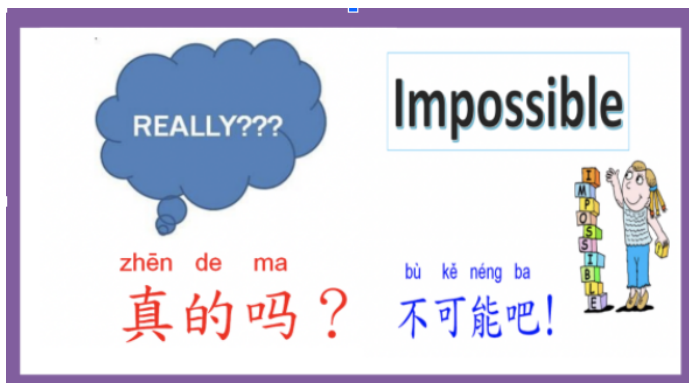 REALLY???
zhēn de ma
真的吗？
Impossible
bù kě néng ba
不可能吧！
I
M
P
O
S
S
I
B
L
E